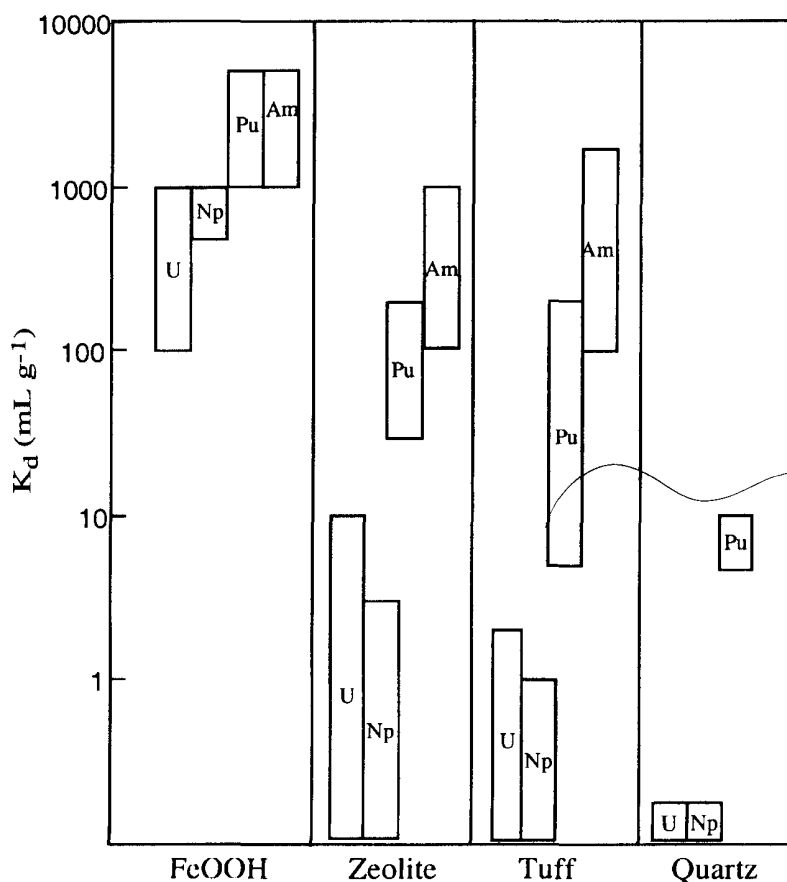 10000
1000
100
10
1
K_d (mL g⁻¹)
U
Np
Pu
Am
U
Np
Pu
Am
U
Np
Pu
Am
U
Np
Pu
FeOOH
Zeolite
Tuff
Quartz